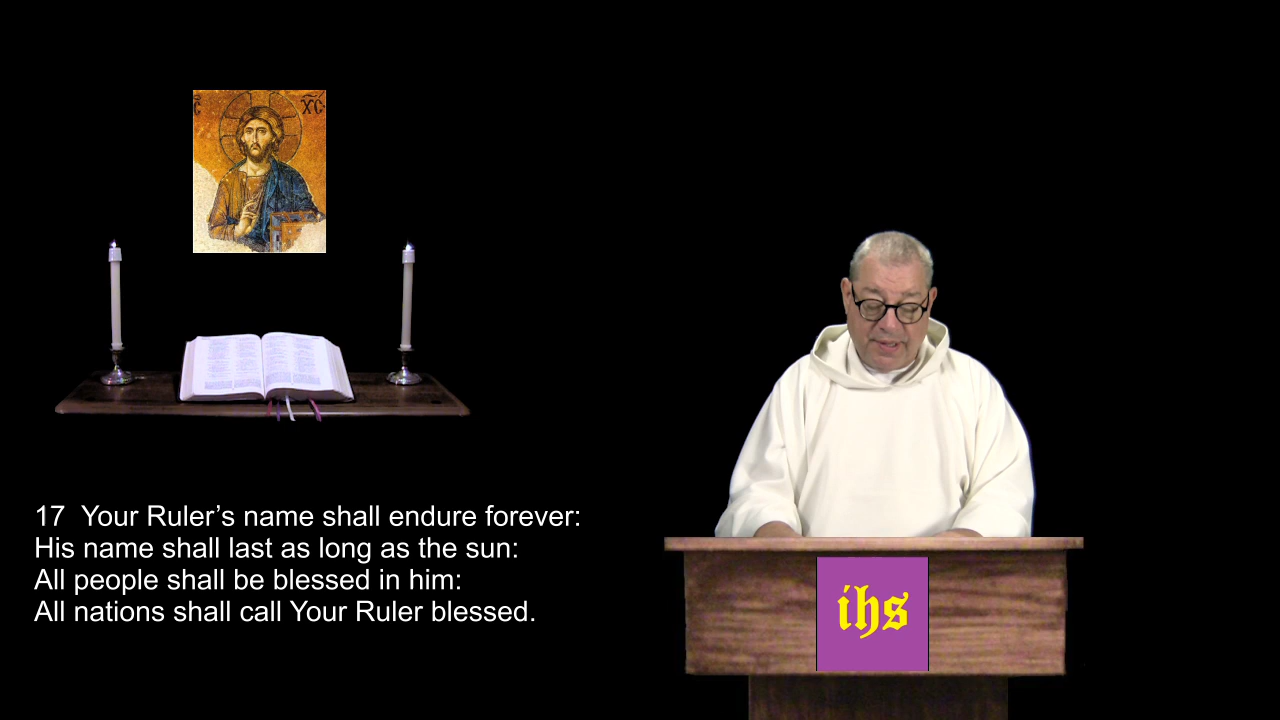 XC
17  Your Ruler’s name shall endure forever:
His name shall last as long as the sun:
All people shall be blessed in him:
All nations shall call Your Ruler blessed.
ihs